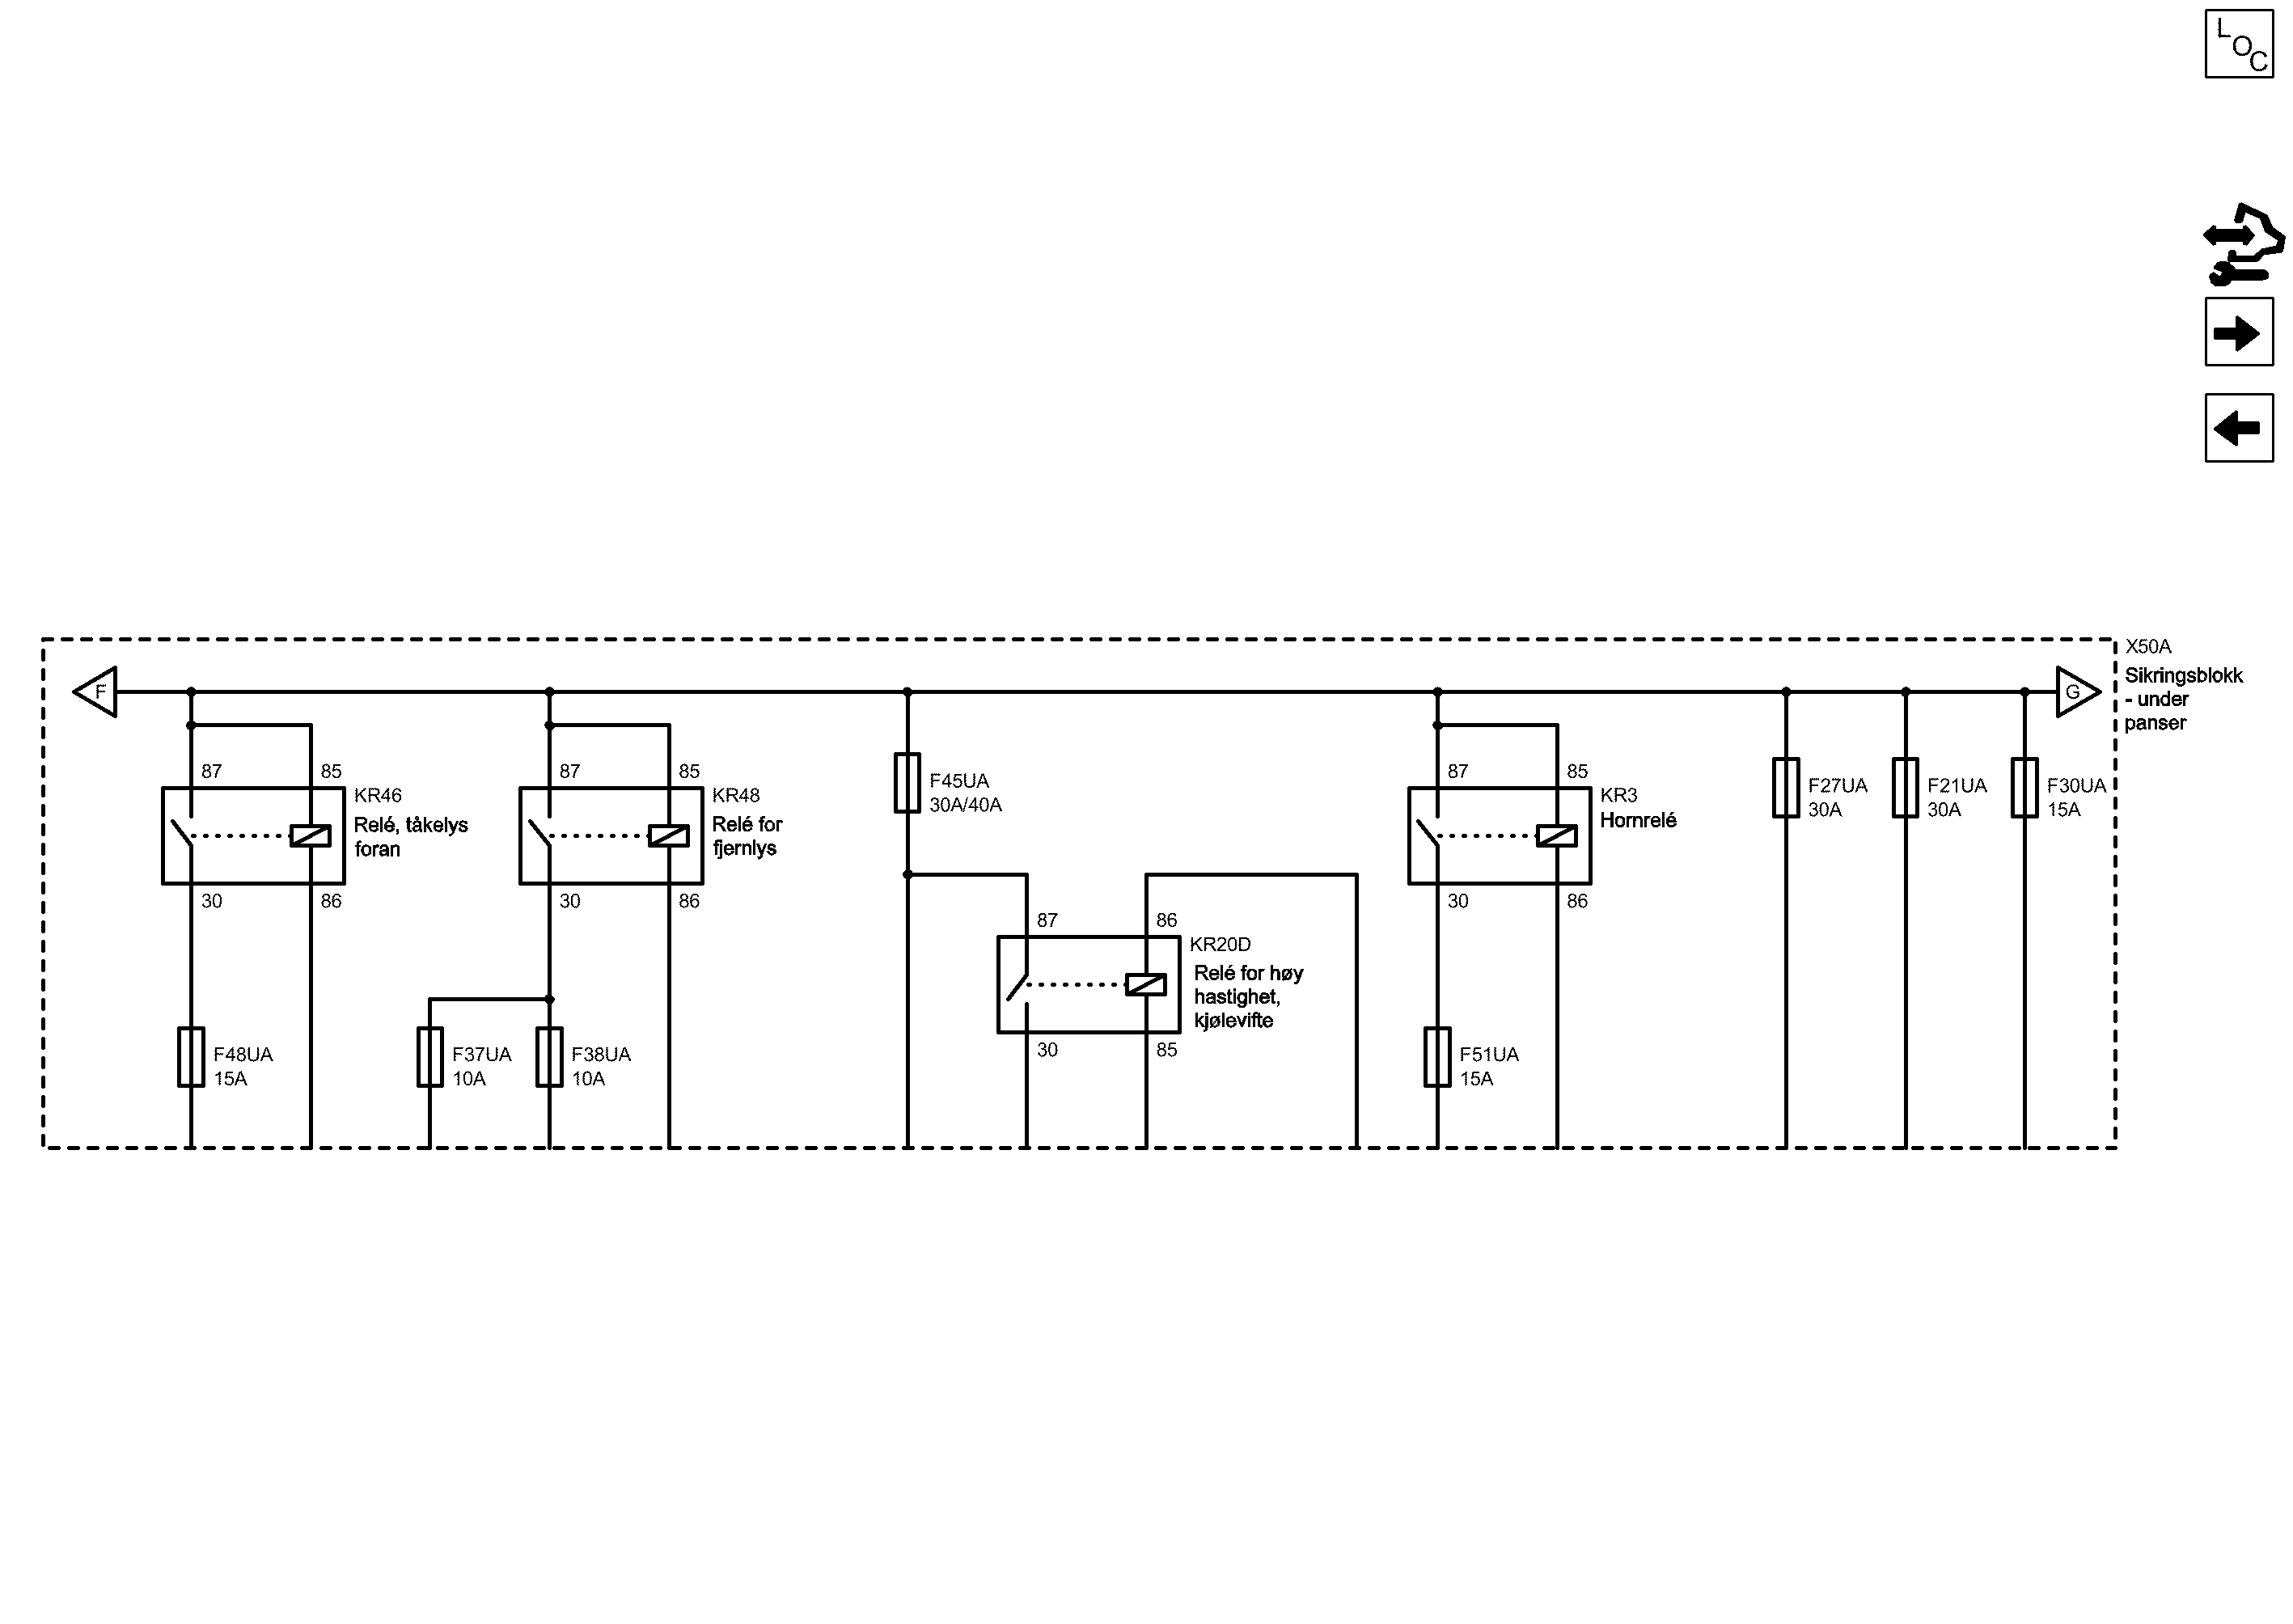 LOC
X50A
Sikringsblokk
- under
panser
F
G
87
85
KR46
Relé, tåkelys
foran
30
86
F48UA
15A
87
85
KR48
Relé for
fjernlys
30
86
F37UA
10A
F38UA
10A
F45UA
30A/40A
87
86
KR20D
Relé for høy
hastighet,
kjølevifte
30
85
87
85
KR3
Hornrelé
30
86
F51UA
15A
F27UA
30A
F21UA
30A
F30UA
15A